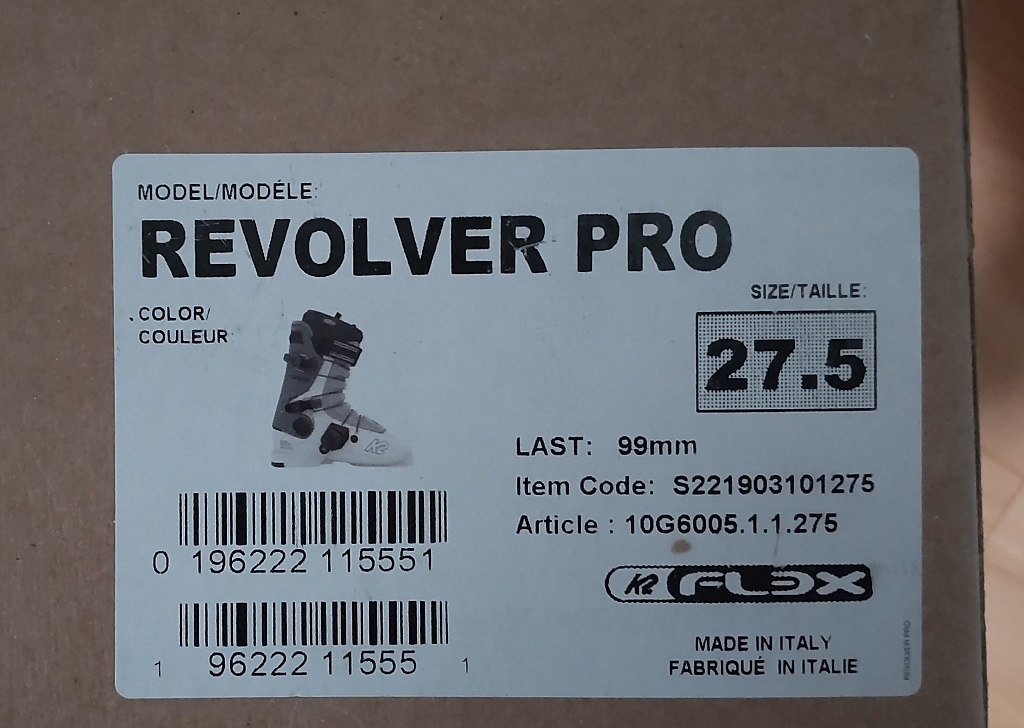 MODEL/MODÉLE:
REVOLVER PRO
COLOR/
COULEUR
SIZE/TAILLE:
27.5
K2
LAST: 99mm
Item Code: S221903101275
Article : 10G6005.1.1.275
0 196222 115551
K2 FLEX
1 96222 11555 1
MADE IN ITALY
FABRIQUÉ IN ITALIE
REVOLVER PRO